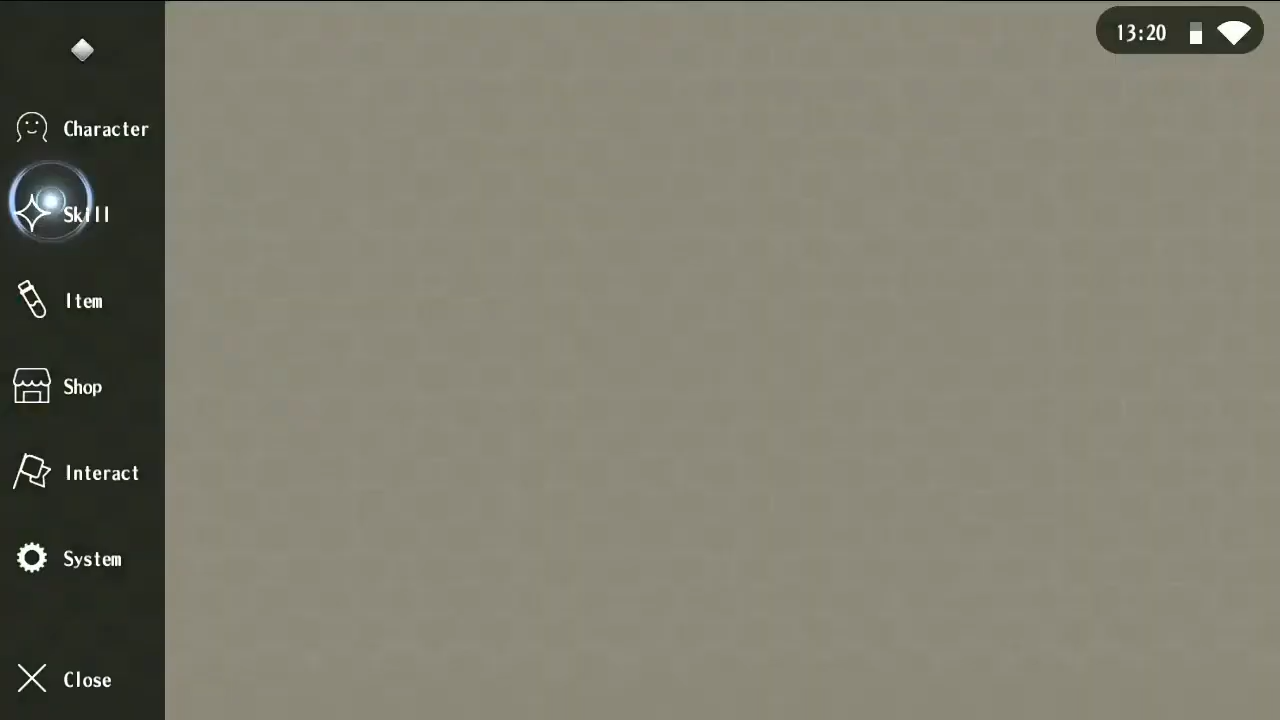 13:20
Character
Skill
Item
Shop
Interact
System
Close